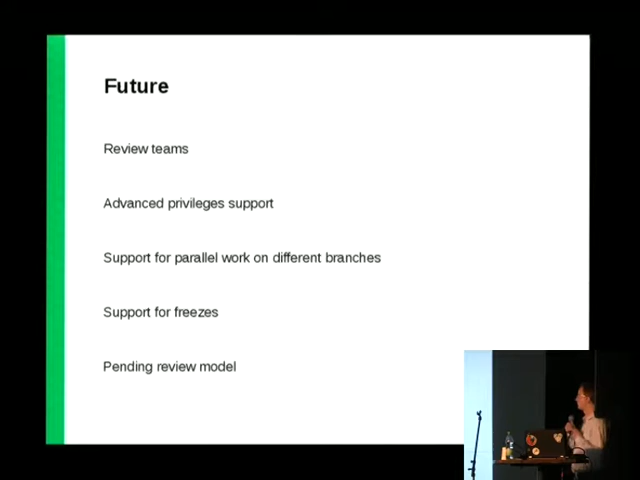 Future
Review teams
Advanced privileges support
Support for parallel work on different branches
Support for freezes
Pending review model